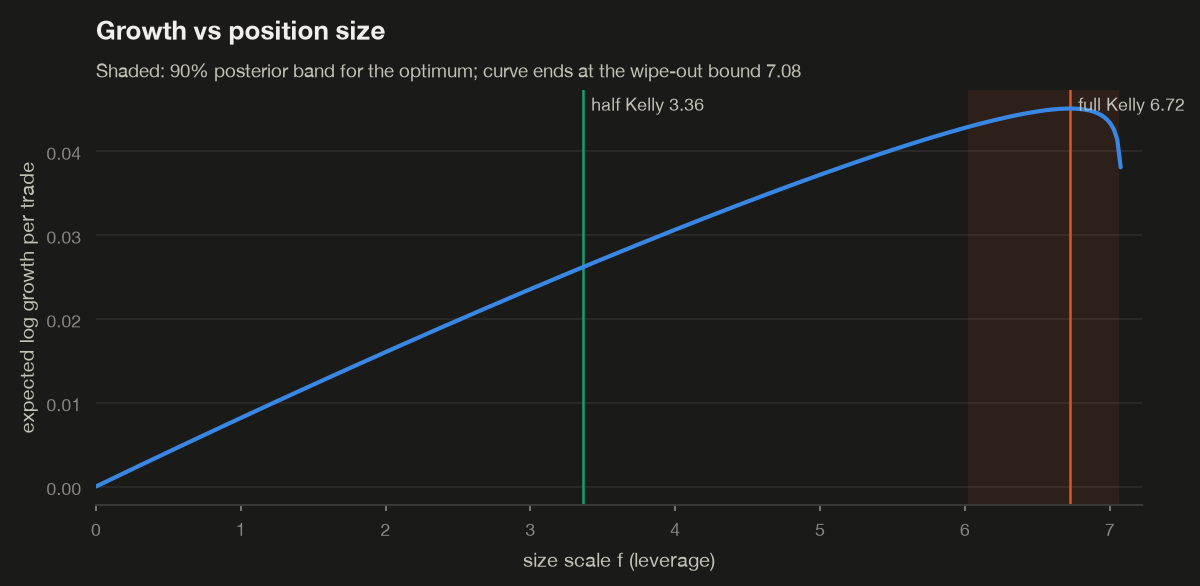 Growth vs position size
Shaded: 90% posterior band for the optimum; curve ends at the wipe-out bound 7.08
half Kelly 3.36
full Kelly 6.72
expected log growth per trade
0.04
0.03
0.02
0.01
0.00
0 1 2 3 4 5 6 7
size scale f (leverage)